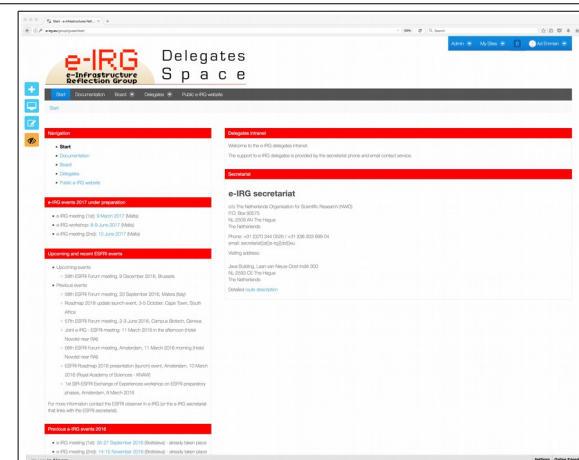 Start - e-Infrastructures Ref...
e-irg.eu/group/guest/start
Search
Admin
My Sites
0
Ad Emmen
e-IRG
e-Infrastructure
Reflection Group
Delegates
Space
Start Documentation Board Delegates Public e-IRG website
Start
Navigation
Start
Documentation
Board
Delegates
Public e-IRG website
e-IRG events 2017 under preparation
e-IRG meeting (1st): 9 March 2017 (Malta)
e-IRG workshop: 8-9 June 2017 (Malta)
e-IRG meeting (2nd): 10 June 2017 (Malta)
Upcoming and recent ESFRI events
Upcoming events
59th ESFRI Forum meeting, 9 December 2016, Brussels.
Previous events
58th ESFRI Forum meeting, 23 September 2016, Matera (Italy)
Roadmap 2018 update launch event, 3-5 October, Cape Town, South
Africa
57th ESFRI Forum meeting, 2-3 June 2016, Campus Biotech, Geneva
Joint e-IRG - ESFRI meeting: 11 March 2016 in the afternoon (Hotel
Novotel near RAI)
56th ESFRI Forum meeting, Amsterdam, 11 March 2016 morning (Hotel
Novotel near RAI)
ESFRI Roadmap 2016 presentation (launch) event, Amsterdam, 10 March
2016 (Royal Academy of Sciences - KNAW)
1st SIR-ESFRI Exchange of Experiences workshop on ESFRI preparatory
phases, Amsterdam, 9 March 2016
For more information contact the ESFRI observer in e-IRG (or the e-IRG secretariat
that links with the ESFRI secretariat).
Previous e-IRG events 2016
e-IRG meeting (1st): 26-27 September 2016 (Bratislava) - already taken place
e-IRG meeting (2nd): 14-15 November 2016 (Bratislava) - already taken place
Delegates intranet
Welcome to the e-IRG delegates intranet.
The support to e-IRG delegates is provided by the secretariat phone and email contact service.
Secretariat
e-IRG secretariat
c/o The Netherlands Organisation for Scientific Research (NWO)
P.O. Box 93575
NL-2509 AN The Hague
The Netherlands
Visiting address:
Java Building, Laan van Nieuw Oost-Indië 300
NL-2593 CE The Hague
The Netherlands
Detailed route description